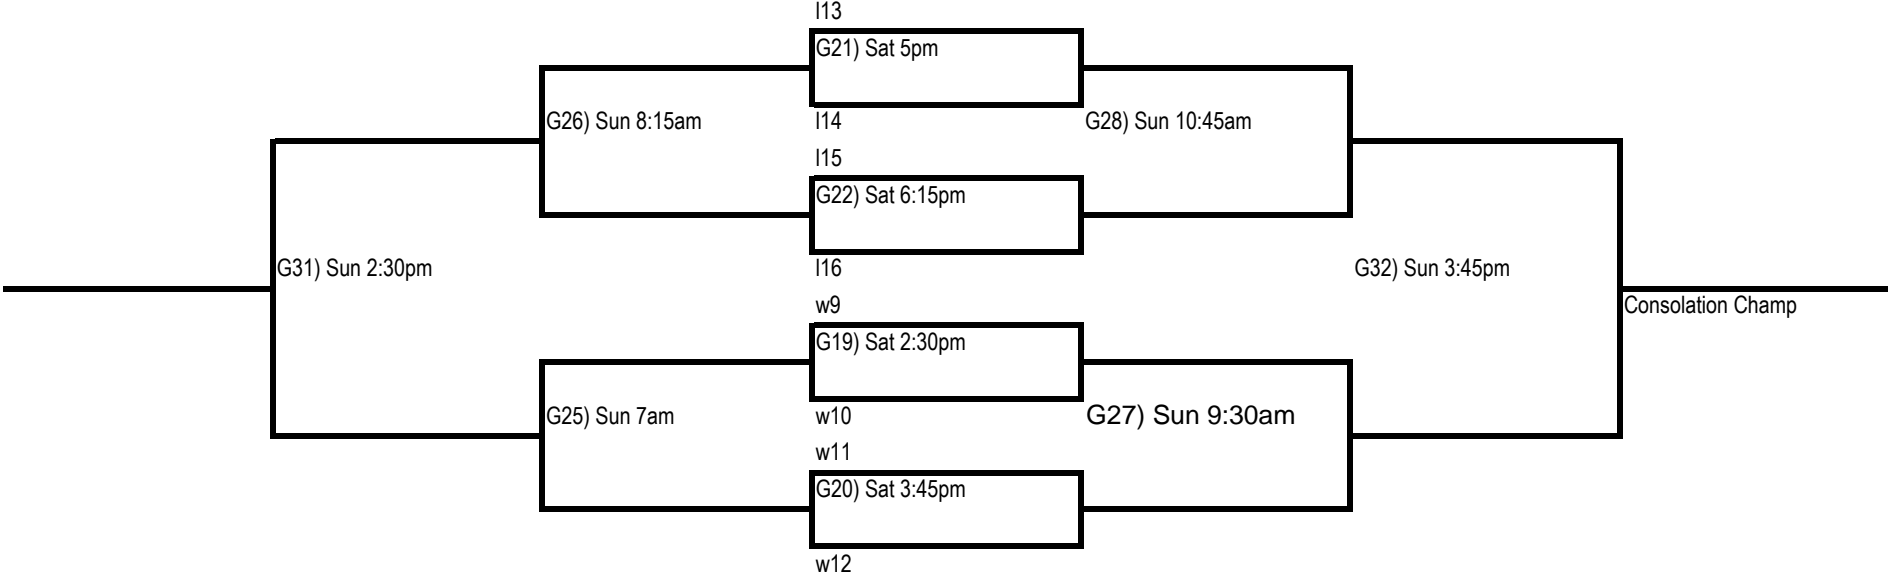 l13
G21) Sat 5pm
G26) Sun 8:15am
l14
G28) Sun 10:45am
l15
G22) Sat 6:15pm
G31) Sun 2:30pm
l16
G32) Sun 3:45pm
w9
Consolation Champ
G19) Sat 2:30pm
G25) Sun 7am
w10
G27) Sun 9:30am
w11
G20) Sat 3:45pm
w12